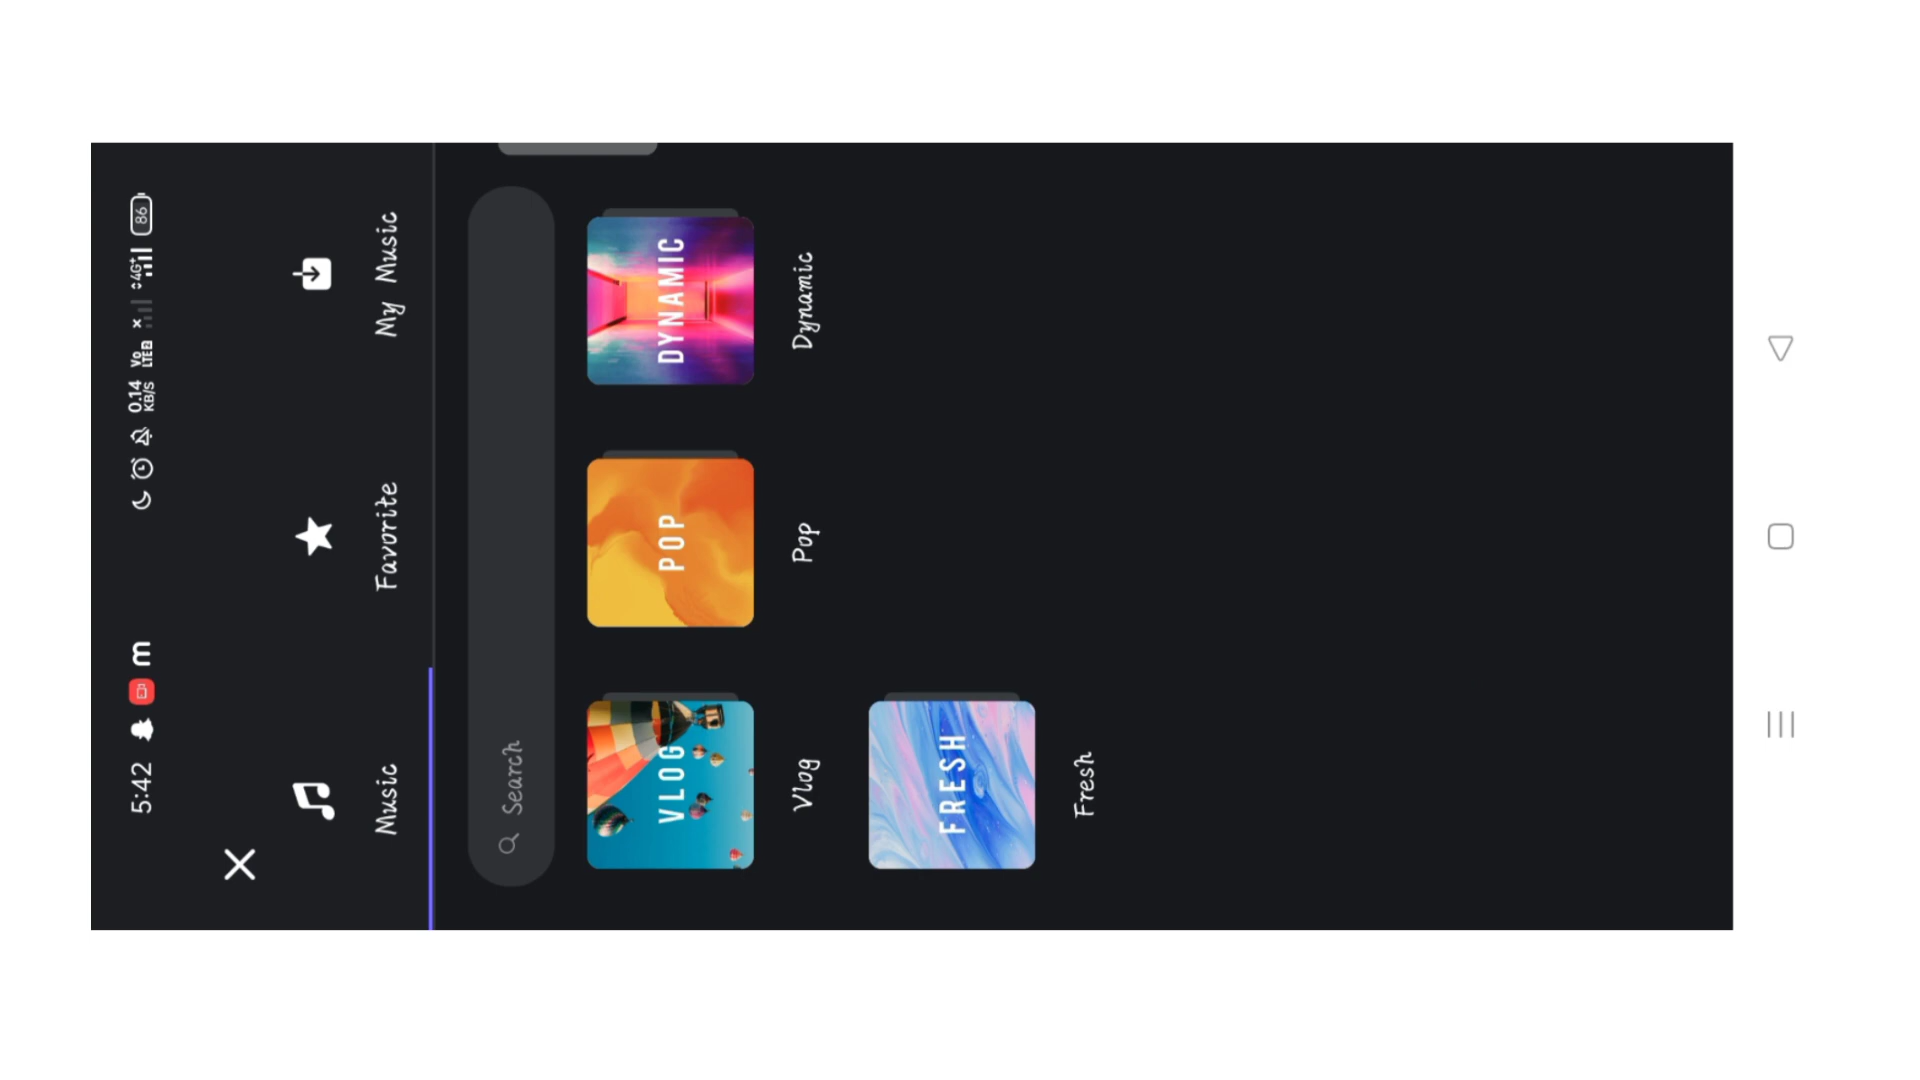 5:42 m 0.14 KB/S Vo LTE2 4G+ 86
Music Favorite My Music
Search
VLOG POP DYNAMIC
Vlog Pop Dynamic
FRESH
Fresh